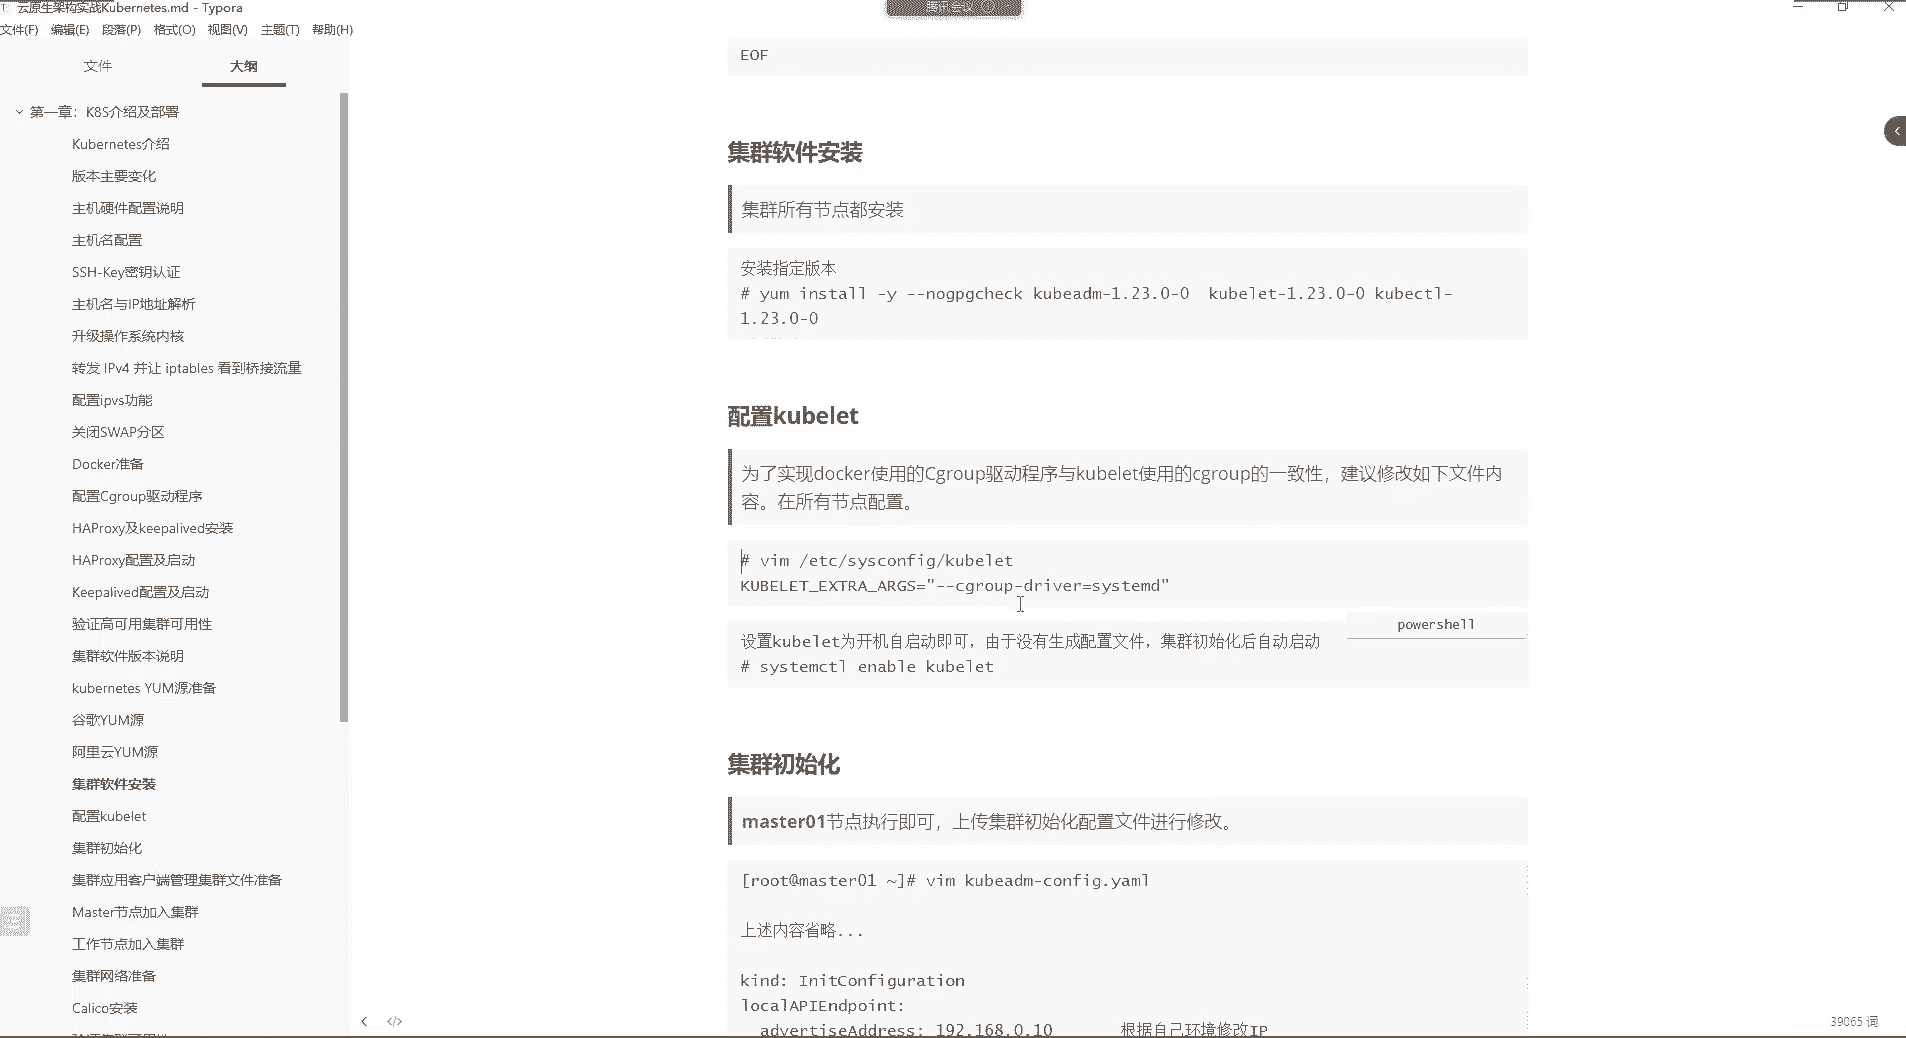 云原生架构实战Kubernetes.md - Typora
腾讯会议
文件(F) 编辑(E) 段落(P) 格式(O) 视图(V) 主题(T) 帮助(H)
文件 大纲
第一章：K8S介绍及部署
Kubernetes介绍
版本主要变化
主机硬件配置说明
主机名配置
SSH-Key密钥认证
主机名与IP地址解析
升级操作系统内核
转发 IPv4 并让 iptables 看到桥接流量
配置ipvs功能
关闭SWAP分区
Docker准备
配置Cgroup驱动程序
HAProxy及keepalived安装
HAProxy配置及启动
Keepalived配置及启动
验证高可用集群可用性
集群软件版本说明
kubernetes YUM源准备
谷歌YUM源
阿里云YUM源
集群软件安装
配置kubelet
集群初始化
集群应用客户端管理集群文件准备
Master节点加入集群
工作节点加入集群
集群网络准备
Calico安装
EOF
集群软件安装
集群所有节点都安装
安装指定版本
# yum install -y --nogpgcheck kubeadm-1.23.0-0  kubelet-1.23.0-0 kubectl-
1.23.0-0
配置kubelet
为了实现docker使用的Cgroup驱动程序与kubelet使用的cgroup的一致性，建议修改如下文件内
容。在所有节点配置。
# vim /etc/sysconfig/kubelet
KUBELET_EXTRA_ARGS="--cgroup-driver=systemd"
powershell
设置kubelet为开机自启动即可，由于没有生成配置文件，集群初始化后自动启动
# systemctl enable kubelet
集群初始化
master01节点执行即可，上传集群初始化配置文件进行修改。
[root@master01 ~]# vim kubeadm-config.yaml
上述内容省略...
kind: InitConfiguration
localAPIEndpoint:
  advertiseAddress: 192.168.0.10       根据自己环境修改IP
39065 词